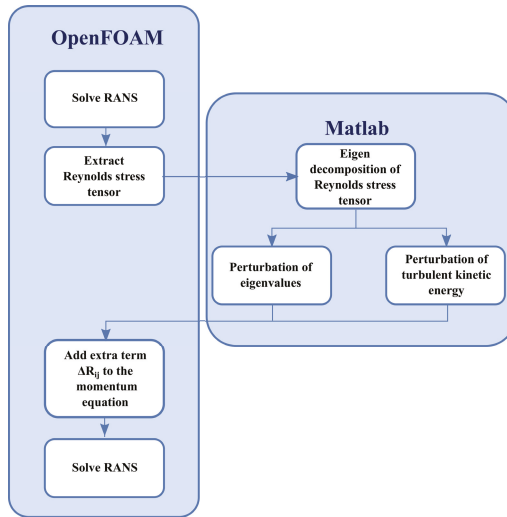 OpenFOAM
Solve RANS
Extract
Reynolds stress
tensor
Matlab
Eigen
decomposition of
Reynolds stress
tensor
Perturbation of
eigenvalues
Perturbation of
turbulent kinetic
energy
Add extra term
ΔRij to the
momentum
equation
Solve RANS